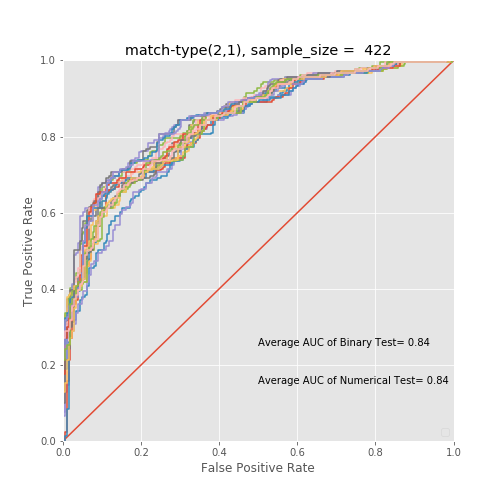 match-type(2,1), sample_size =  422
1.0
0.8
0.6
0.4
0.2
0.0
True Positive Rate
Average AUC of Binary Test= 0.84
Average AUC of Numerical Test= 0.84
0.0 0.2 0.4 0.6 0.8 1.0
False Positive Rate